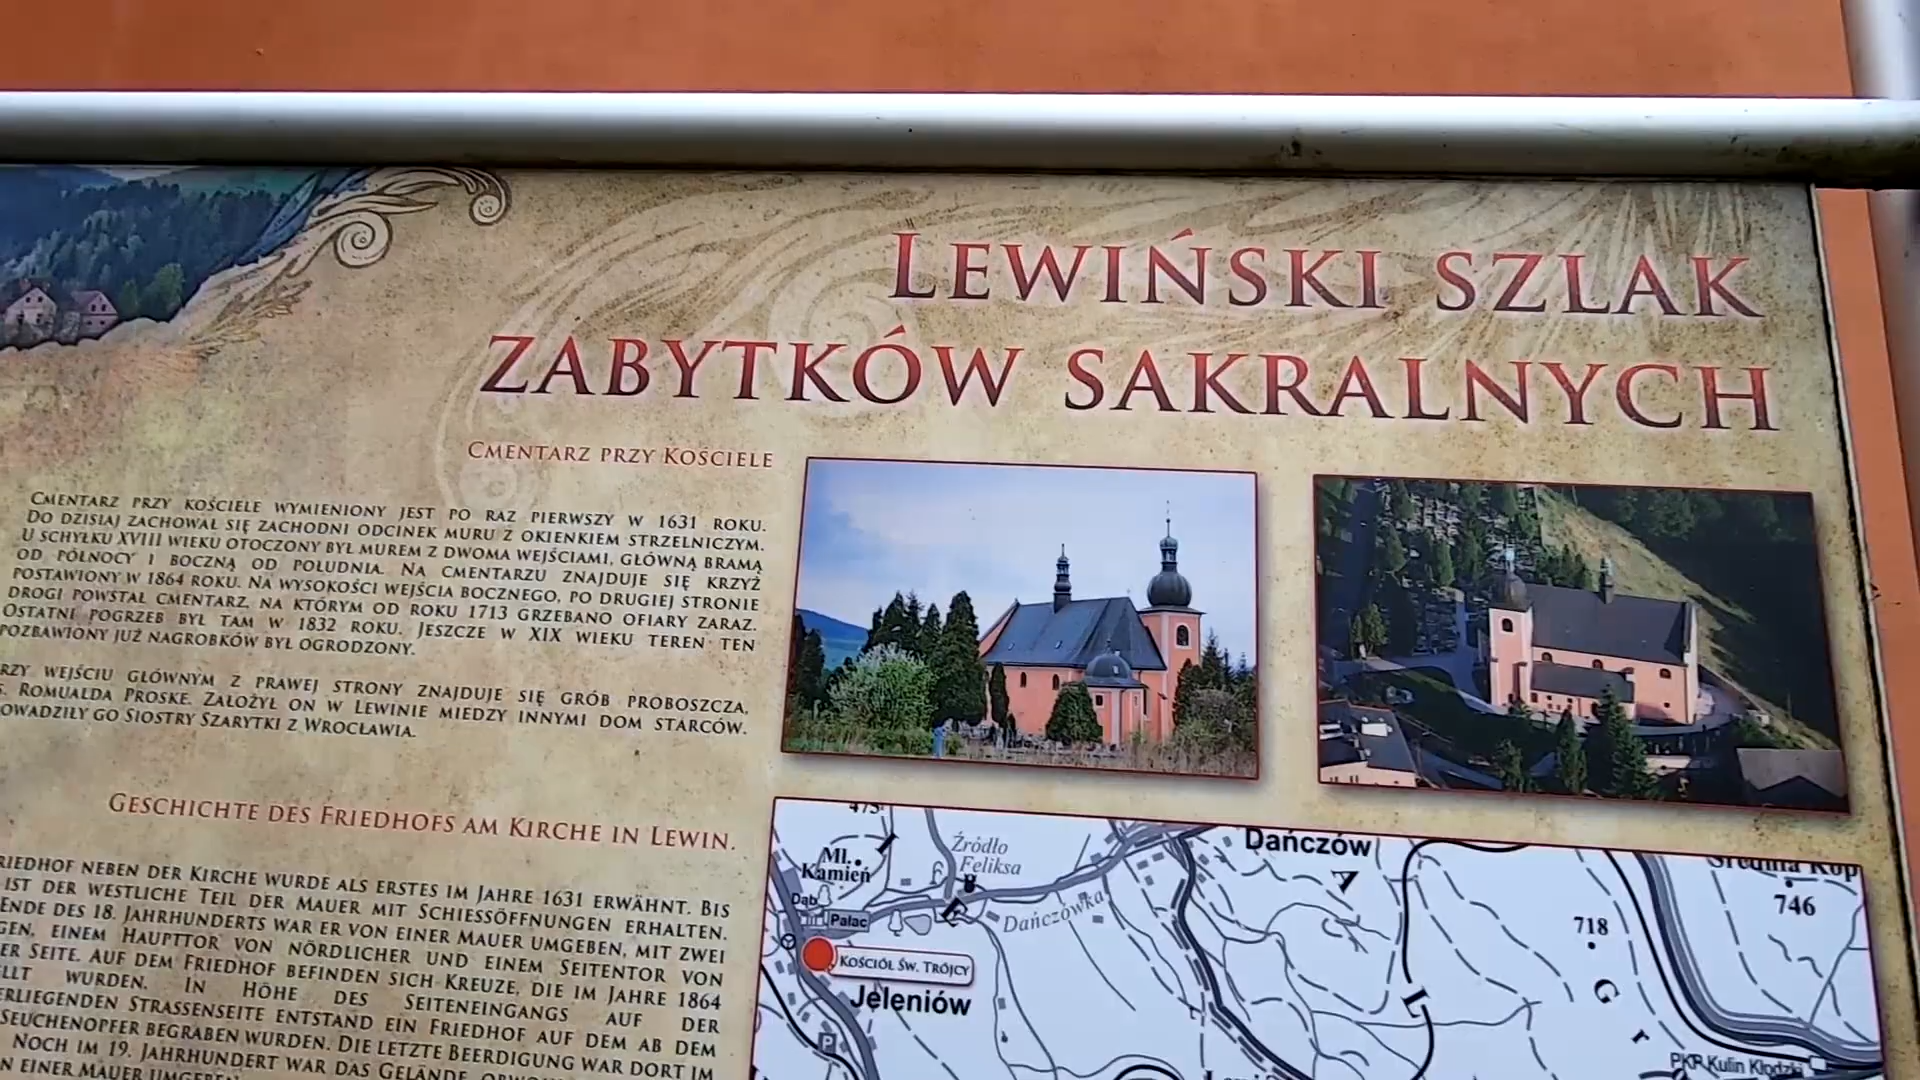 LEWIŃSKI SZLAK
ZABYTKÓW SAKRALNYCH
CMENTARZ PRZY KOŚCIELE
CMENTARZ PRZY KOŚCIELE WYMIENIONY JEST PO RAZ PIERWSZY W 1631 ROKU.
DO DZISIAJ ZACHOWAŁ SIĘ ZACHODNI ODCINEK MURU Z OKIENKIEM STRZELNICZYM.
U SCHYŁKU XVIII WIEKU OTOCZONY BYŁ MUREM Z DWOMA WEJŚCIAMI, GŁÓWNĄ BRAMĄ
OD PÓŁNOCY I BOCZNĄ OD POŁUDNIA. NA CMENTARZU ZNAJDUJE SIĘ KRZYŻ
POSTAWIONY W 1864 ROKU. NA WYSOKOŚCI WEJŚCIA BOCZNEGO, PO DRUGIEJ STRONIE
DROGI POWSTAŁ CMENTARZ, NA KTÓRYM OD ROKU 1713 GRZEBANO OFIARY ZARAZ.
OSTATNI POGRZEB BYŁ TAM W 1832 ROKU. JESZCZE W XIX WIEKU TEREN TEN
POZBAWIONY JUŻ NAGROBKÓW BYŁ OGRODZONY.
RZY WEJŚCIU GŁÓWNYM Z PRAWEJ STRONY ZNAJDUJE SIĘ GRÓB PROBOSZCZA,
S. ROMUALDA PROSKE. ZAŁOŻYŁ ON W LEWINIE MIEDZY INNYMI DOM STARCÓW.
OWADZIŁY GO SIOSTRY SZARYTKI Z WROCŁAWIA.
GESCHICHTE DES FRIEDHOFS AM KIRCHE IN LEWIN.
RIEDHOF NEBEN DER KIRCHE WURDE ALS ERSTES IM JAHRE 1631 ERWÄHNT. BIS
IST DER WESTLICHE TEIL DER MAUER MIT SCHIESSÖFFNUNGEN ERHALTEN.
ENDE DES 18. JAHRHUNDERTS WAR ER VON EINER MAUER UMGEBEN, MIT ZWEI
GEN, EINEM HAUPTTOR VON NÖRDLICHER UND EINEM SEITENTOR VON
ER SEITE. AUF DEM FRIEDHOF BEFINDEN SICH KREUZE, DIE IM JAHRE 1864
LLT WURDEN. IN HÖHE DES SEITENEINGANGS AUF DER
ERLIEGENDEN STRASSENSEITE ENTSTAND EIN FRIEDHOF AUF DEM AB DEM
SEUCHENOPFER BEGRABEN WURDEN. DIE LETZTE BEERDIGUNG WAR DORT IM
NOCH IM 19. JAHRHUNDERT WAR DAS GELÄNDE,
N EINER MAUER UMGEBEN
475
Źródło
Feliksa
Mł.
Kamień
Dąb
Pałac
Dańczówka
KOŚCIÓŁ ŚW. TRÓJCY
Jeleniów
P
Dańczów
A
Średnia Kop
746
718
G
r
L
PKP Kulin Kłodzki